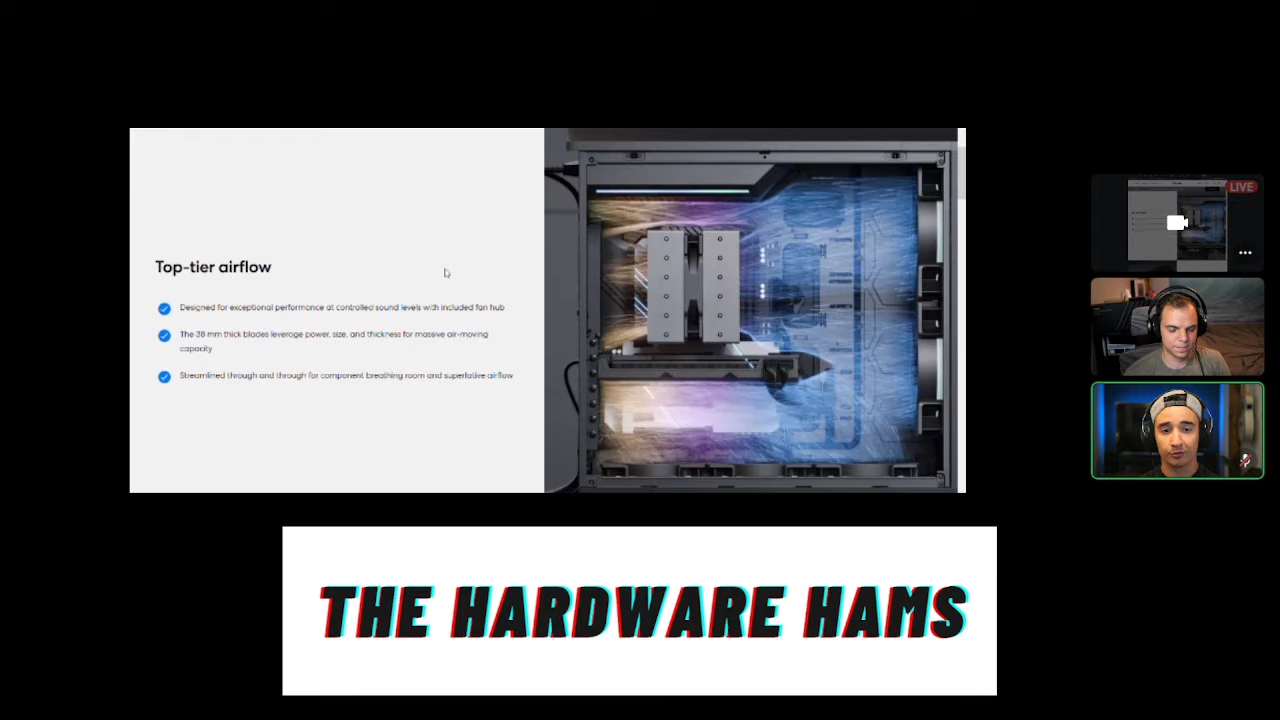 LIVE
Top-tier airflow
Designed for exceptional performance at controlled sound levels with included fan hub
The 38 mm thick blades leverage power, size, and thickness for massive air-moving
capacity
Streamlined through and through for component breathing room and superlative airflow
THE HARDWARE HAMS